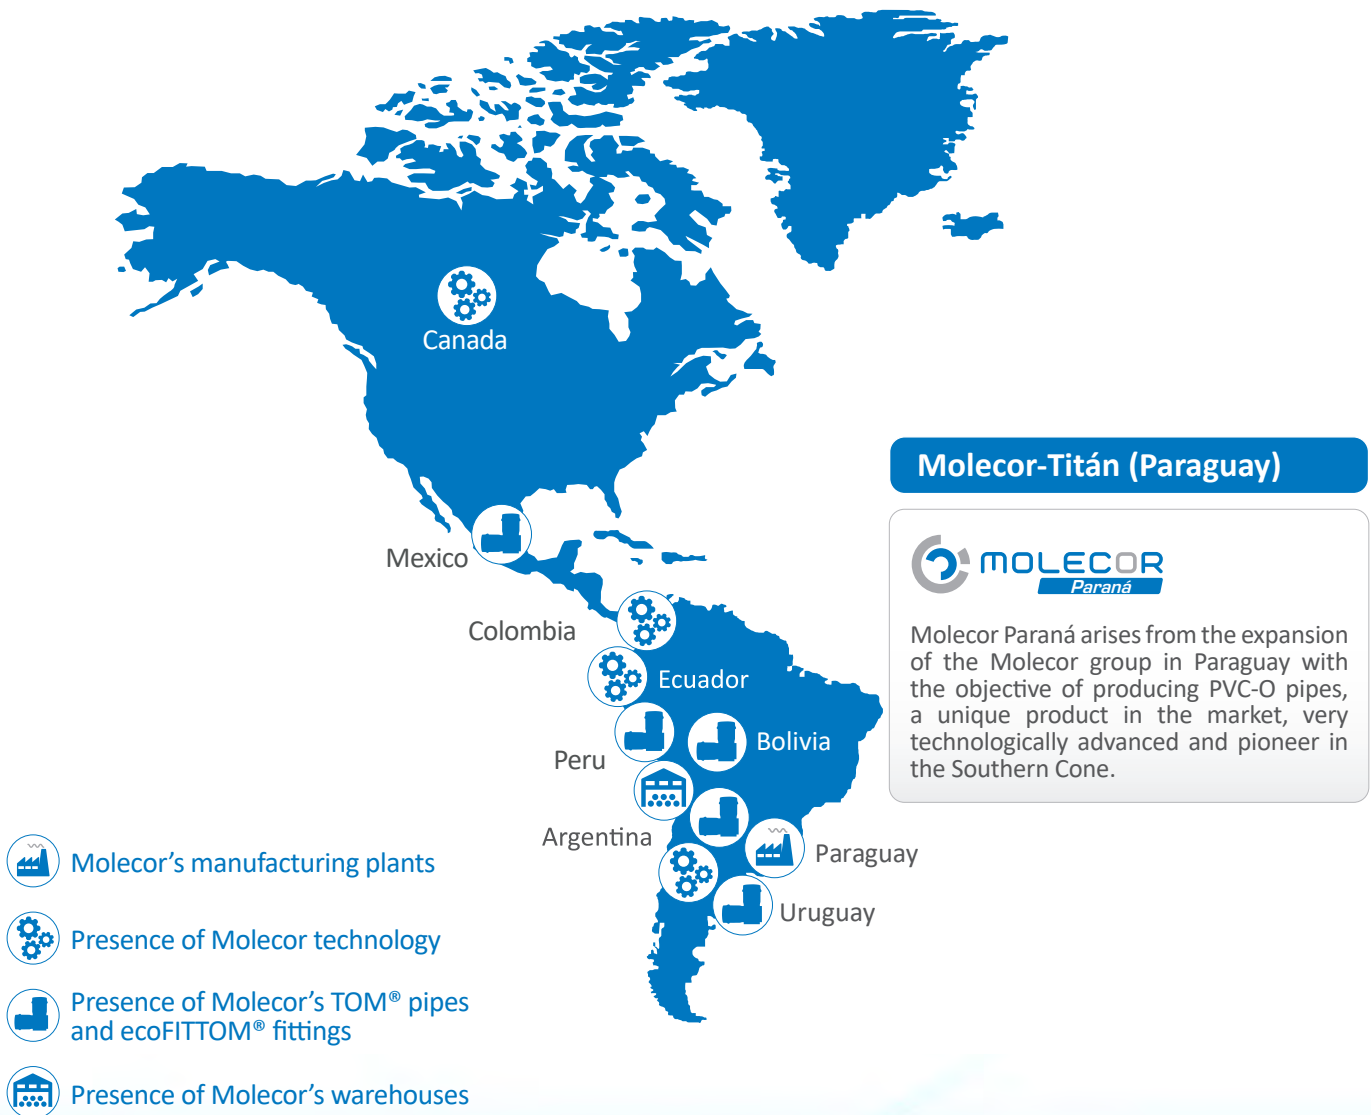 Canada
Mexico
Colombia
Ecuador
Peru
Bolivia
Argentina
Paraguay
Uruguay
Molecor-Titán (Paraguay)
MOLECOR
Paraná
Molecor Paraná arises from the expansion
of the Molecor group in Paraguay with
the objective of producing PVC-O pipes,
a unique product in the market, very
technologically advanced and pioneer in
the Southern Cone.
Molecor’s manufacturing plants
Presence of Molecor technology
Presence of Molecor’s TOM® pipes
and ecoFITTOM® fittings
Presence of Molecor’s warehouses